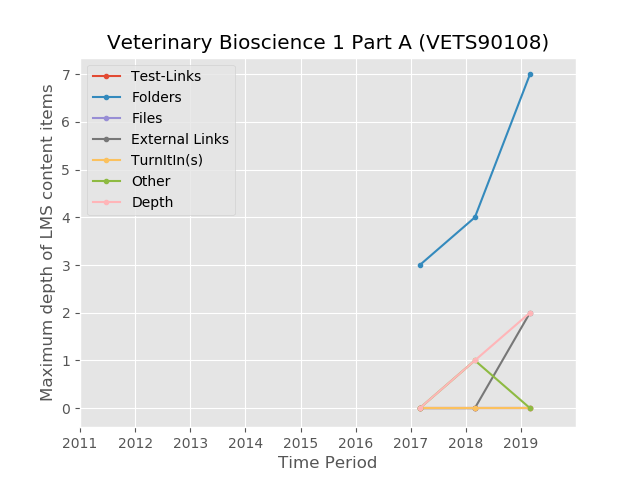 Veterinary Bioscience 1 Part A (VETS90108)
Test-Links
Folders
Files
External Links
TurnItIn(s)
Other
Depth
Maximum depth of LMS content items
7
6
5
4
3
2
1
0
2011 2012 2013 2014 2015 2016 2017 2018 2019
Time Period